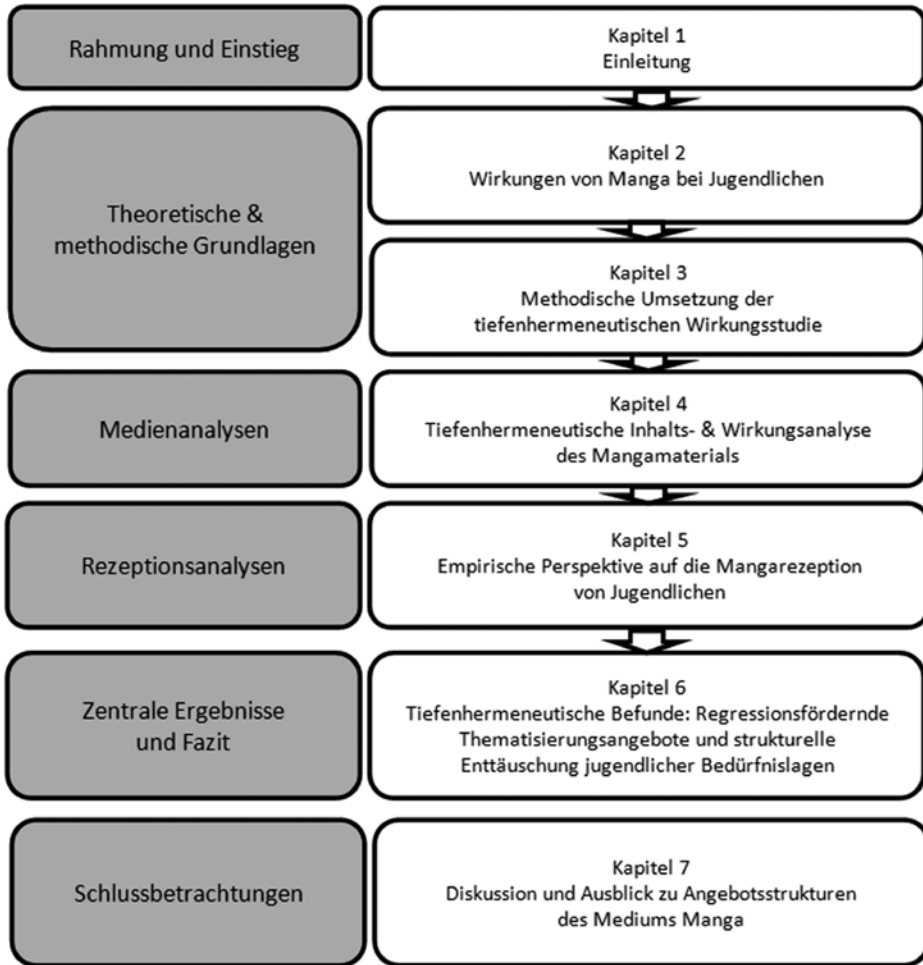 Rahmung und Einstieg
Kapitel 1
Einleitung
Theoretische &
methodische Grundlagen
Kapitel 2
Wirkungen von Manga bei Jugendlichen
Kapitel 3
Methodische Umsetzung der
tiefenhermeneutischen Wirkungsstudie
Medienanalysen
Kapitel 4
Tiefenhermeneutische Inhalts- & Wirkungsanalyse
des Mangamaterials
Rezeptionsanalysen
Kapitel 5
Empirische Perspektive auf die Mangarezeption
von Jugendlichen
Zentrale Ergebnisse
und Fazit
Kapitel 6
Tiefenhermeneutische Befunde: Regressionsfördernde
Thematisierungsangebote und strukturelle
Enttäuschung jugendlicher Bedürfnislagen
Schlussbetrachtungen
Kapitel 7
Diskussion und Ausblick zu Angebotsstrukturen
des Mediums Manga